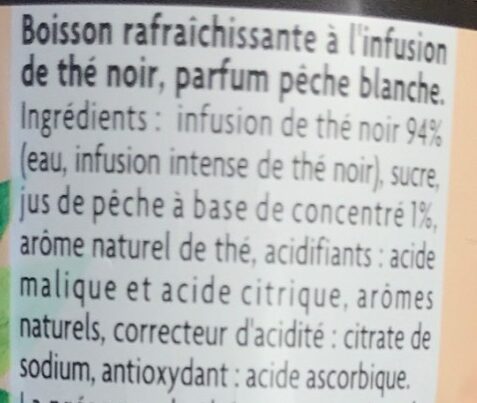 Boisson rafraîchissante à l'infusion
de thé noir, parfum pêche blanche.
Ingrédients : infusion de thé noir 94%
(eau, infusion intense de thé noir), sucre,
jus de pêche à base de concentré 1%,
arôme naturel de thé, acidifiants : acide
malique et acide citrique, arômes
naturels, correcteur d'acidité : citrate de
sodium, antioxydant : acide ascorbique.